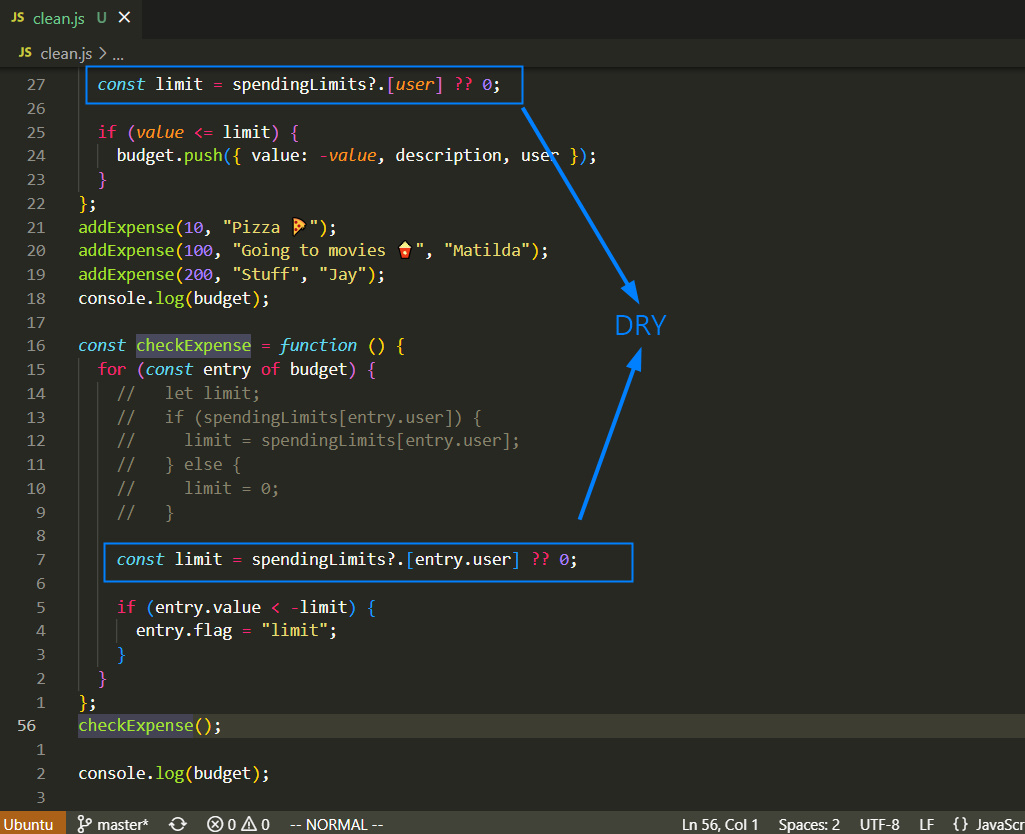 JS clean.js U ✕
JS clean.js > ...
27 const limit = spendingLimits?.[user] ?? 0;
26
25 if (value <= limit) {
24 budget.push({ value: -value, description, user });
23 }
22 };
21 addExpense(10, "Pizza 🍕");
20 addExpense(100, "Going to movies 🍿", "Matilda");
19 addExpense(200, "Stuff", "Jay");
18 console.log(budget);
17
DRY
16 const checkExpense = function () {
15 for (const entry of budget) {
14 // let limit;
13 // if (spendingLimits[entry.user]) {
12 // limit = spendingLimits[entry.user];
11 // } else {
10 // limit = 0;
9 // }
8
7 const limit = spendingLimits?.[entry.user] ?? 0;
6
5 if (entry.value < -limit) {
4 entry.flag = "limit";
3 }
2 }
1 };
56 checkExpense();
1
2 console.log(budget);
3
Ubuntu master* 0 0 -- NORMAL -- Ln 56, Col 1 Spaces: 2 UTF-8 LF {} JavaScr